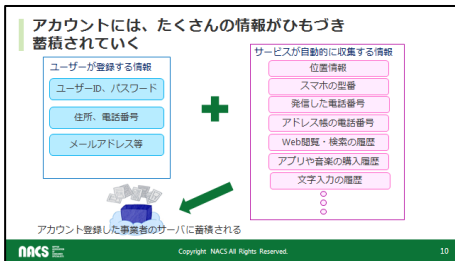 アカウントには、たくさんの情報がひもづき
蓄積されていく
ユーザーが登録する情報
ユーザーID、パスワード
住所、電話番号
メールアドレス等
サービスが自動的に収集する情報
位置情報
スマホの型番
発信した電話番号
アドレス帳の電話番号
Web閲覧・検索の履歴
アプリや音楽の購入履歴
文字入力の履歴
アカウント登録した事業者のサーバに蓄積される
NACS
Copyright NACS All Rights Reserved.
10